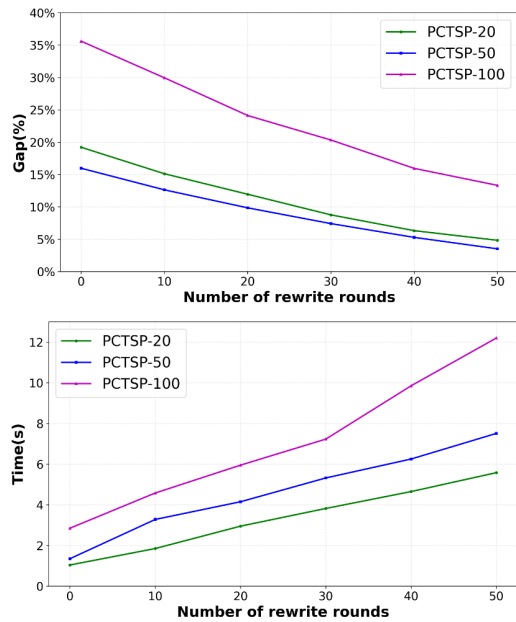 40%
35%
30%
25%
20%
15%
10%
5%
0%
Gap(%)
PCTSP-20
PCTSP-50
PCTSP-100
0 10 20 30 40 50
Number of rewrite rounds
12
10
8
6
4
2
0
Time(s)
PCTSP-20
PCTSP-50
PCTSP-100
0 10 20 30 40 50
Number of rewrite rounds